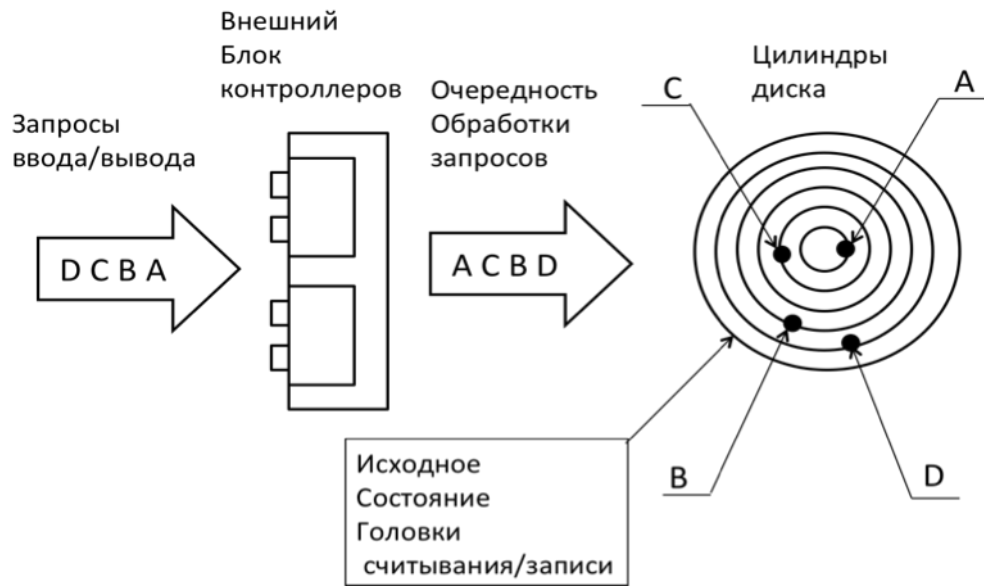 Запросы
ввода/вывода
D C B A
Внешний
Блок
контроллеров
Очередность
Обработки
запросов
A C B D
Цилиндры
диска
C
A
B
D
Исходное
Состояние
Головки
считывания/записи